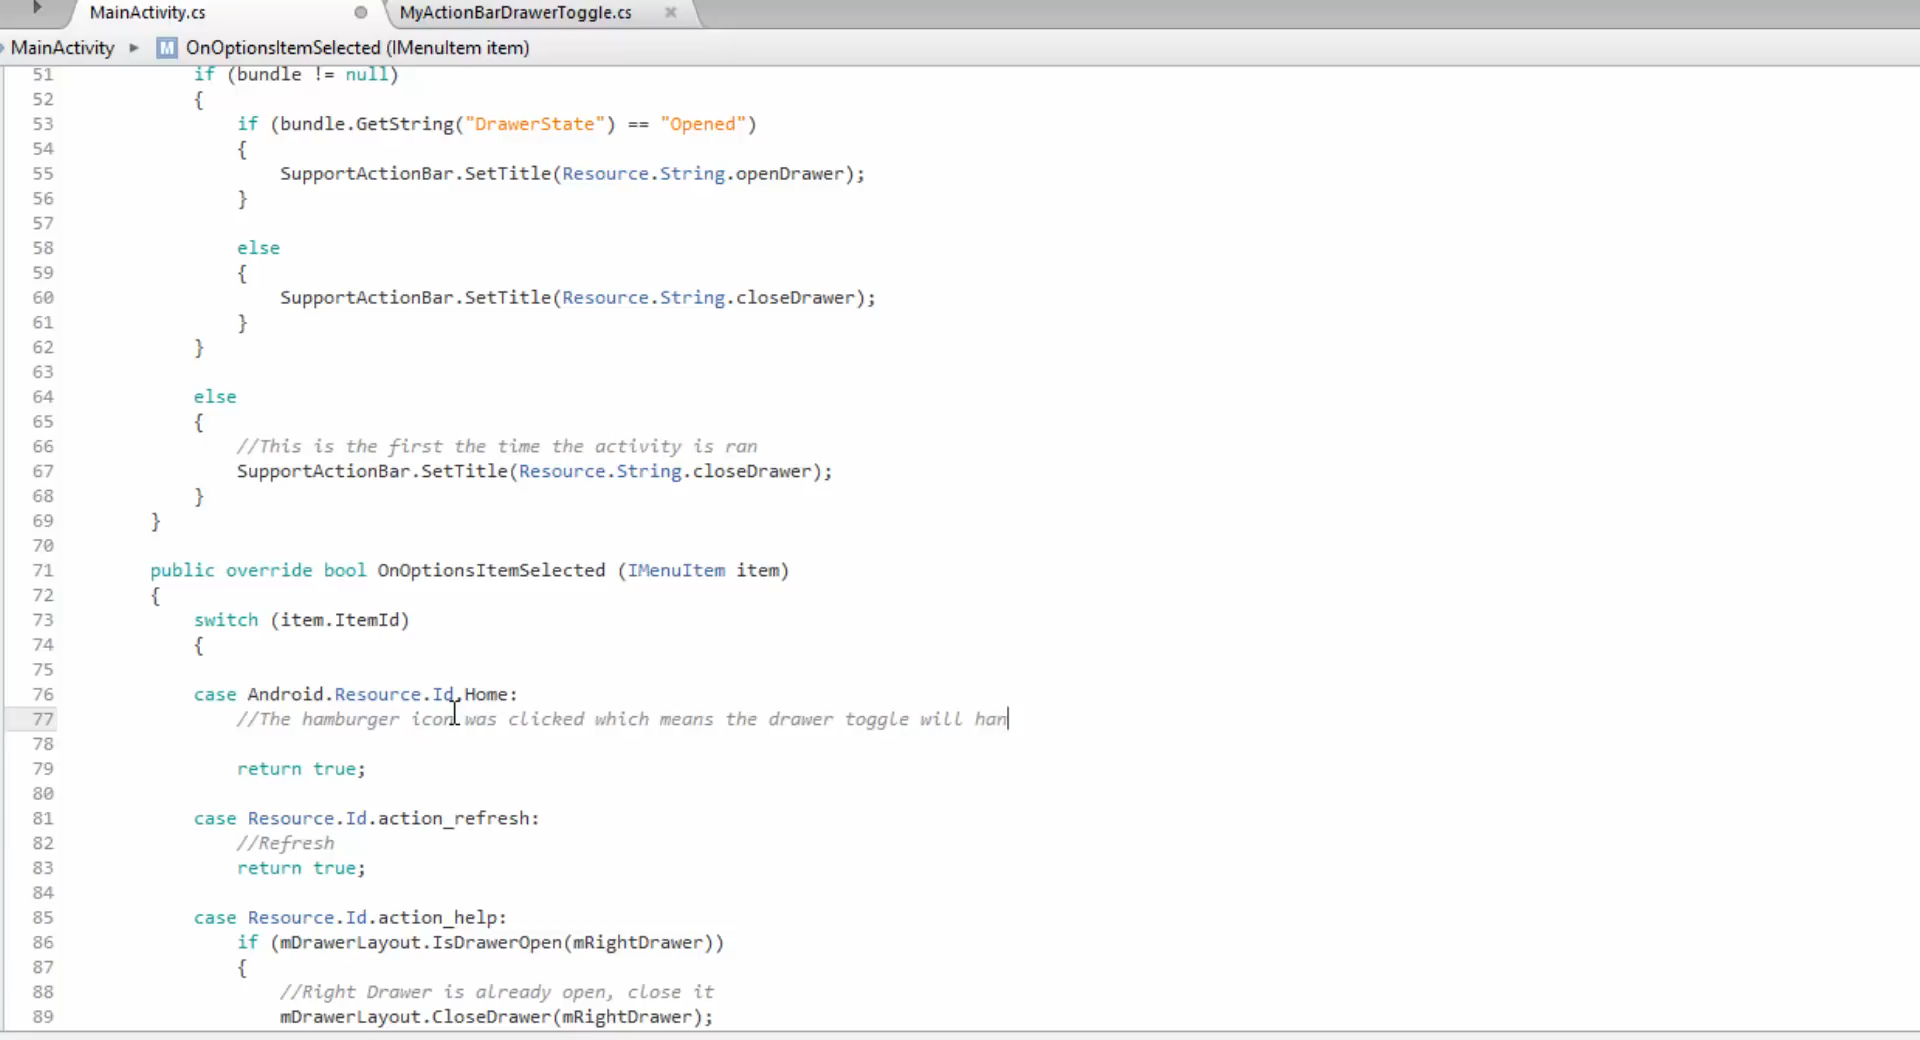 MainActivity.cs
MyActionBarDrawerToggle.cs
MainActivity ▸ M OnOptionsItemSelected (IMenuItem item)
51 if (bundle != null)
52 {
53 if (bundle.GetString("DrawerState") == "Opened")
54 {
55 SupportActionBar.SetTitle(Resource.String.openDrawer);
56 }
57
58 else
59 {
60 SupportActionBar.SetTitle(Resource.String.closeDrawer);
61 }
62 }
63
64 else
65 {
66 //This is the first the time the activity is ran
67 SupportActionBar.SetTitle(Resource.String.closeDrawer);
68 }
69 }
70
71 public override bool OnOptionsItemSelected (IMenuItem item)
72 {
73 switch (item.ItemId)
74 {
75
76 case Android.Resource.Id.Home:
77 //The hamburger icon was clicked which means the drawer toggle will han
78
79 return true;
80
81 case Resource.Id.action_refresh:
82 //Refresh
83 return true;
84
85 case Resource.Id.action_help:
86 if (mDrawerLayout.IsDrawerOpen(mRightDrawer))
87 {
88 //Right Drawer is already open, close it
89 mDrawerLayout.CloseDrawer(mRightDrawer);